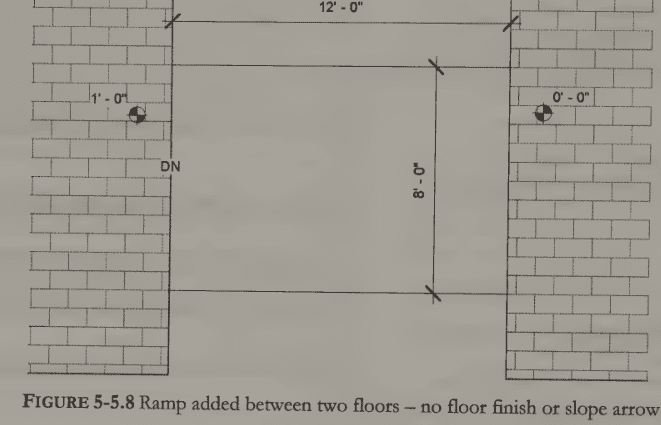 12' - 0"
1' - 0"
0' - 0"
DN
8' - 0"
FIGURE 5-5.8 Ramp added between two floors – no floor finish or slope arrow